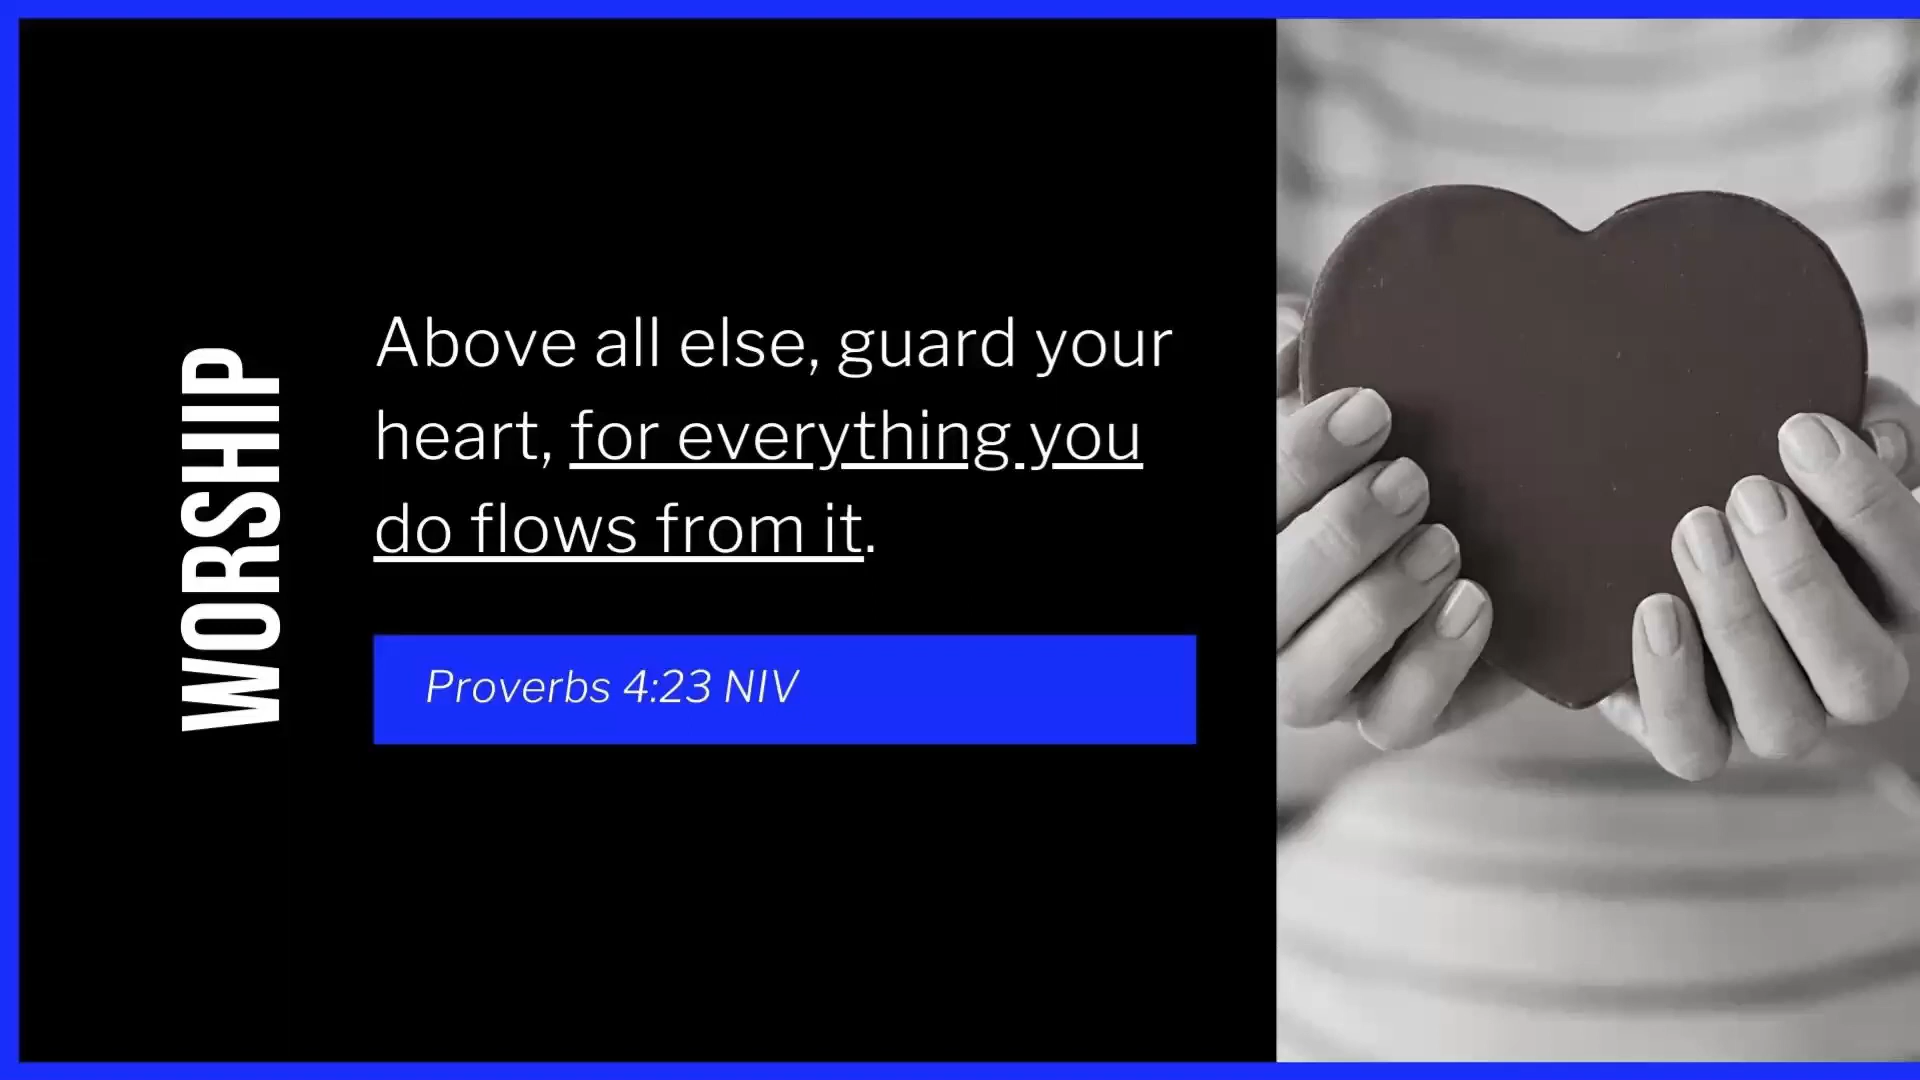 WORSHIP
Above all else, guard your
heart, for everything you
do flows from it.
Proverbs 4:23 NIV